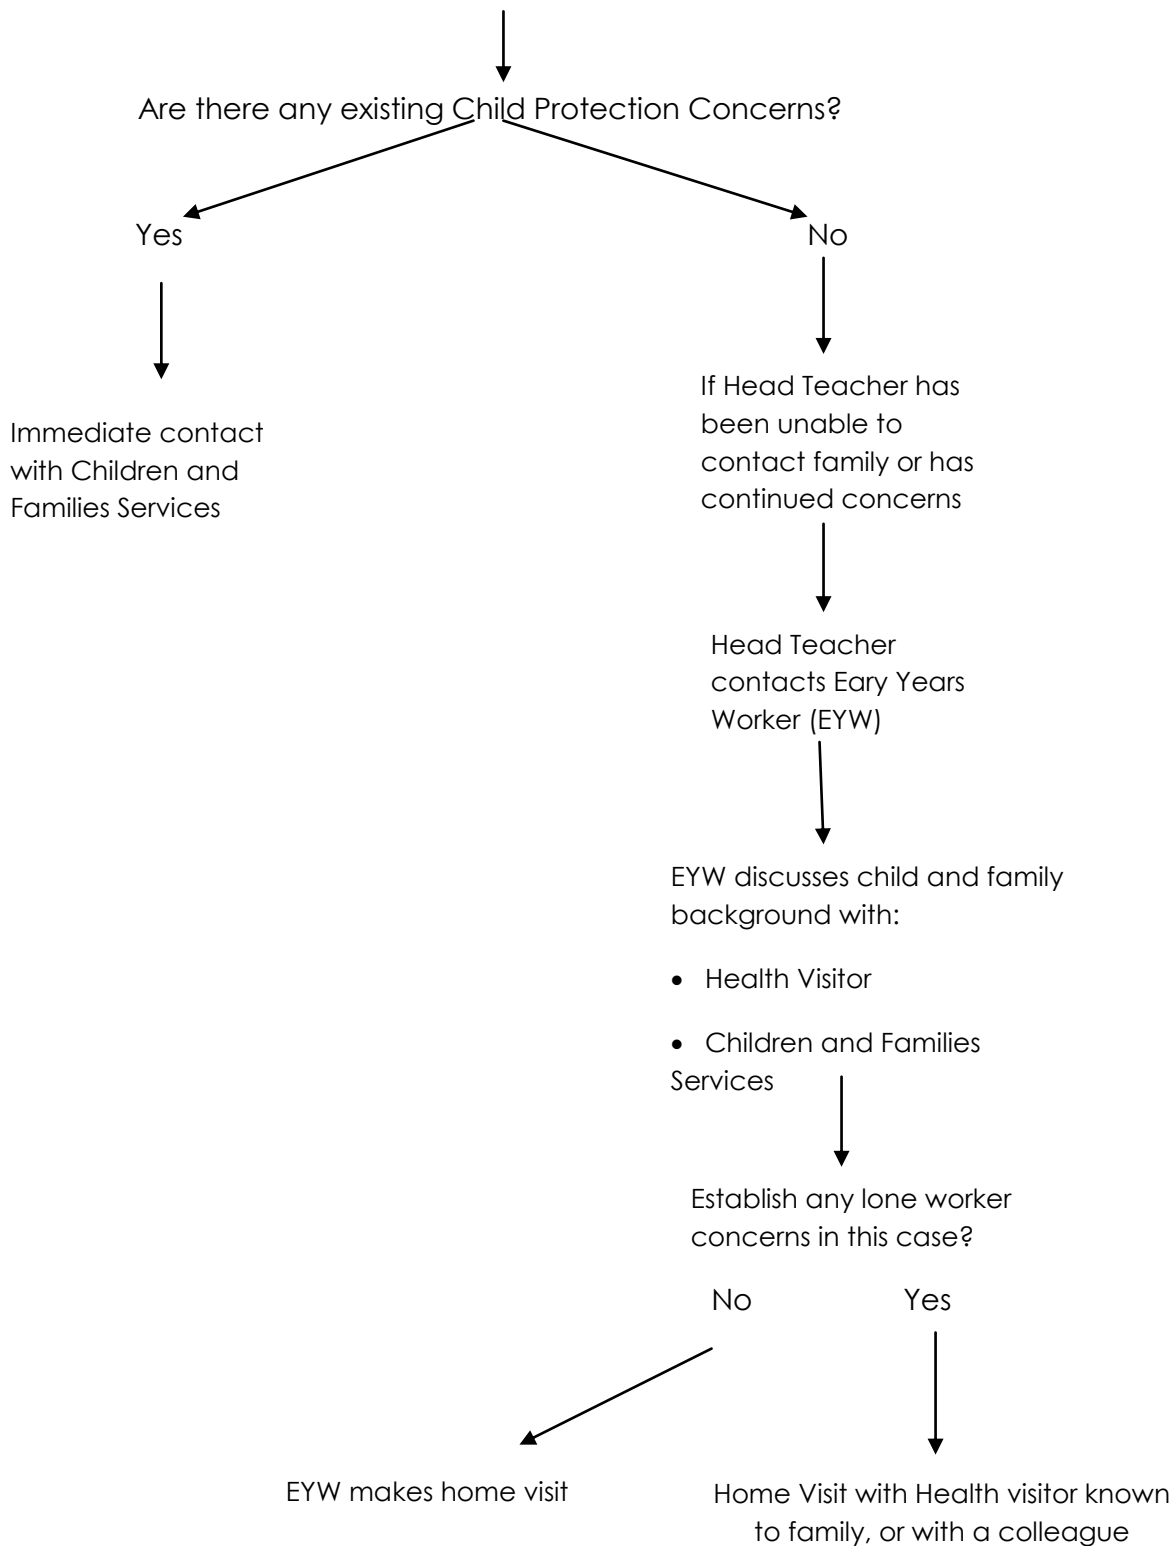 Are there any existing Child Protection Concerns?
Yes
No
Immediate contact
with Children and
Families Services
If Head Teacher has
been unable to
contact family or has
continued concerns
Head Teacher
contacts Eary Years
Worker (EYW)
EYW discusses child and family
background with:
• Health Visitor
• Children and Families
Services
Establish any lone worker
concerns in this case?
No
Yes
EYW makes home visit
Home Visit with Health visitor known
to family, or with a colleague